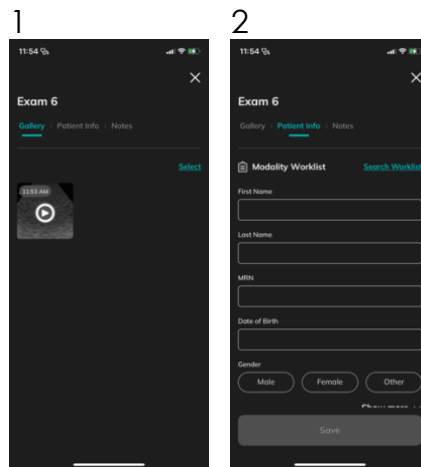 1
11:54
Exam 6
Gallery Patient Info Notes
Select
11:53 AM
2
11:54
Exam 6
Gallery Patient Info Notes
Modality Worklist Search Worklist
First Name
Last Name
MRN
Date of Birth
Gender
Male Female Other
Show more
Save